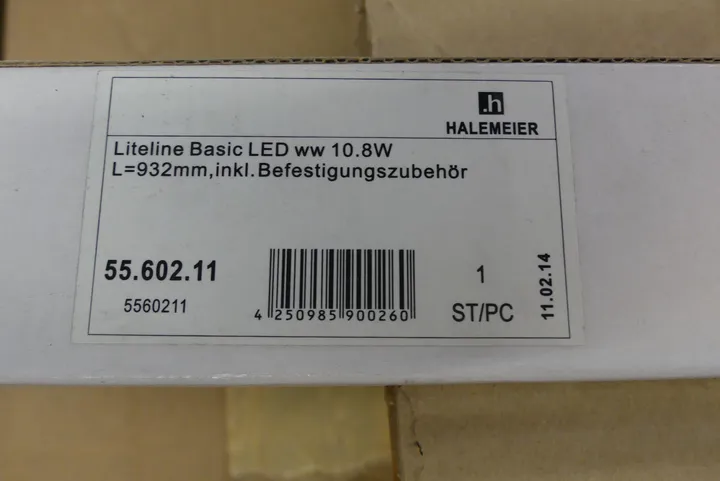 .h
HALEMEIER
Liteline Basic LED ww 10.8W
L=932mm,inkl.Befestigungszubehör
55.602.11
5560211
4 250985 900260
1
ST/PC
11.02.14